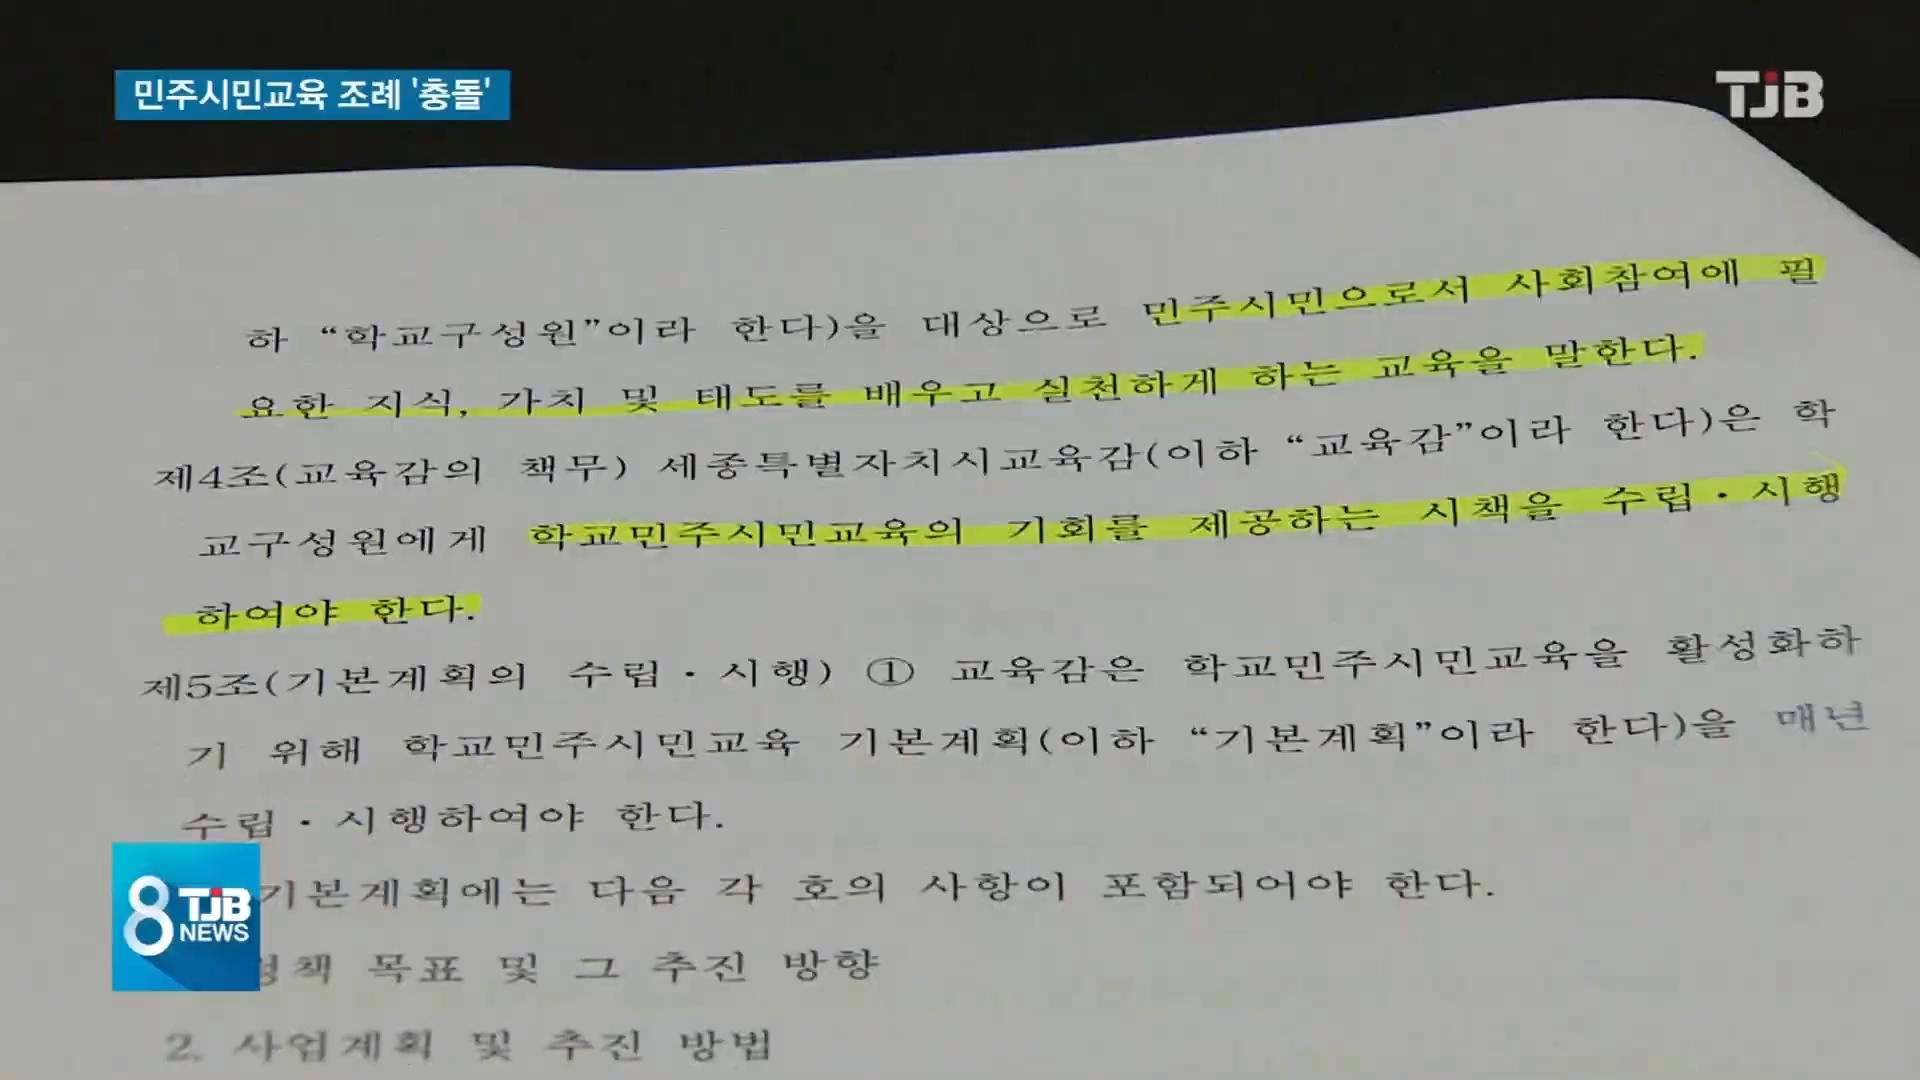 민주시민교육 조례 '충돌'
TJB
하 “학교구성원”이라 한다)을 대상으로 민주시민으로서 사회참여에 필
요한 지식, 가치 및 태도를 배우고 실천하게 하는 교육을 말한다.
제4조(교육감의 책무) 세종특별자치시교육감(이하 “교육감”이라 한다)은 학
교구성원에게 학교민주시민교육의 기회를 제공하는 시책을 수립·시행
하여야 한다.
제5조(기본계획의 수립·시행) ① 교육감은 학교민주시민교육을 활성화하
기 위해 학교민주시민교육 기본계획(이하 “기본계획”이라 한다)을 매년
수립·시행하여야 한다.
기본계획에는 다음 각 호의 사항이 포함되어야 한다.
목표 및 그 추진 방향
2. 사업계획 및 추진 방법
8 TJB NEWS